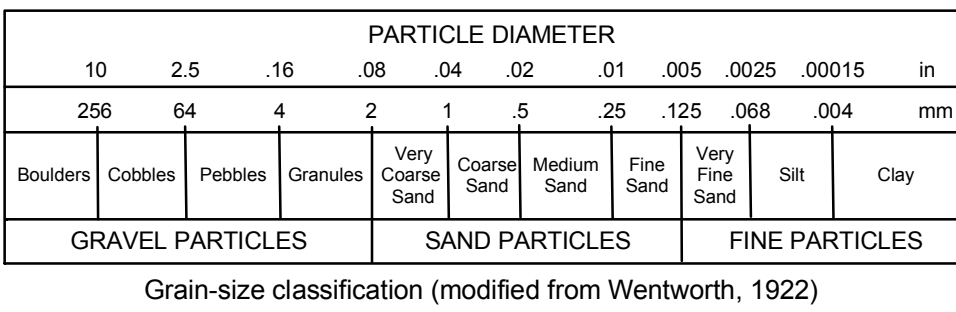 PARTICLE DIAMETER
10 2.5 .16 .08 .04 .02 .01 .005 .0025 .00015 in
256 64 4 2 1 .5 .25 .125 .068 .004 mm
Boulders Cobbles Pebbles Granules Very Coarse Sand Coarse Sand Medium Sand Fine Sand Very Fine Sand Silt Clay
GRAVEL PARTICLES SAND PARTICLES FINE PARTICLES
Grain-size classification (modified from Wentworth, 1922)